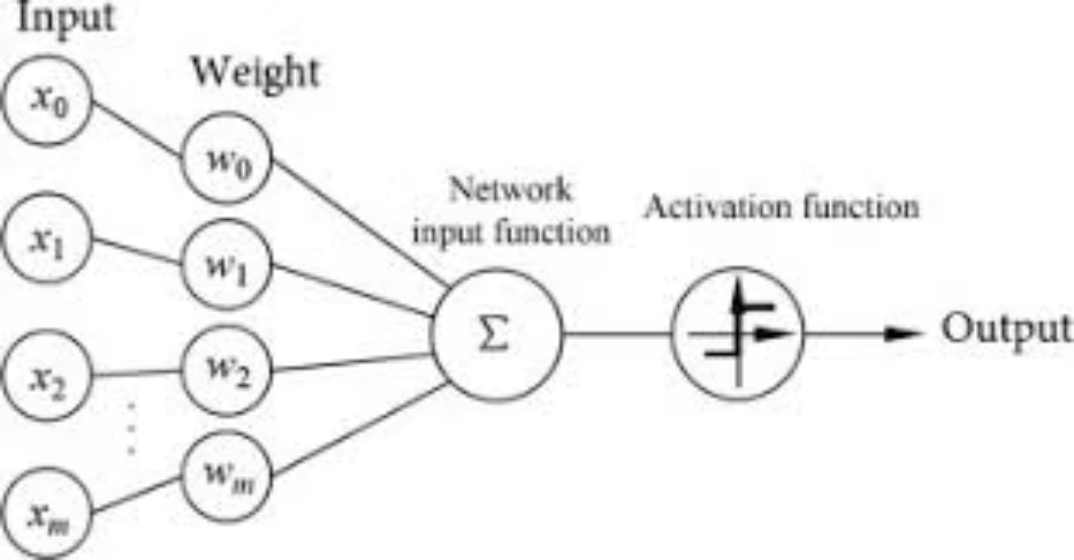 Input
Weight
x0
w0
x1
w1
x2
w2
xm
wm
Network
input function
Σ
Activation function
Output